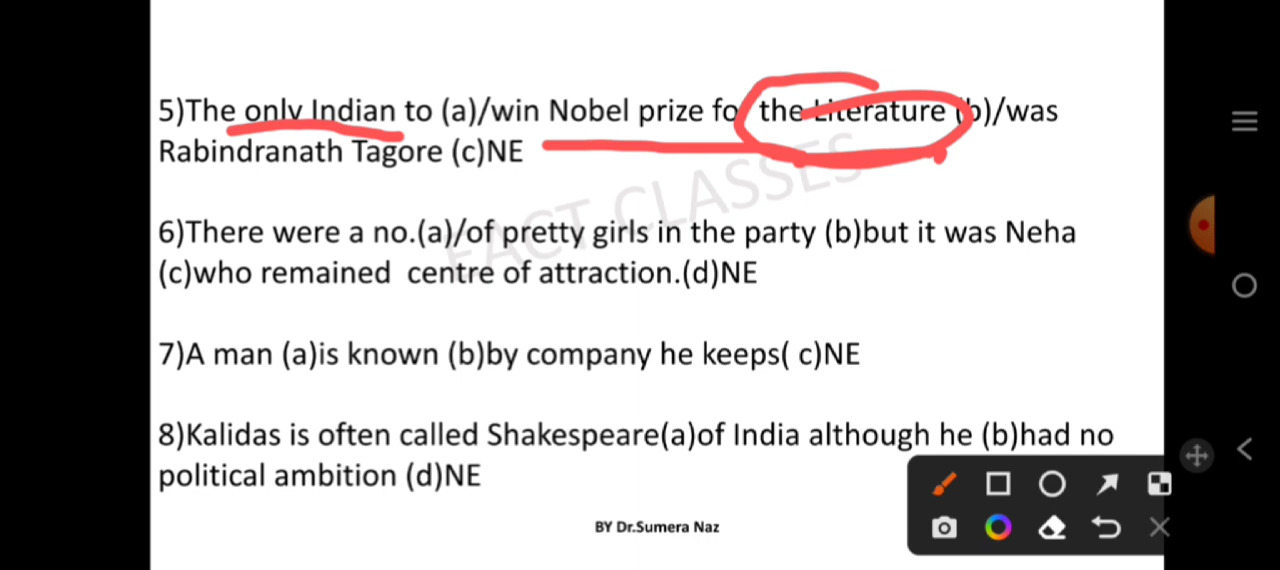 5)The only Indian to (a)/win Nobel prize for the Literature (b)/was
Rabindranath Tagore (c)NE
FACT CLASSES
6)There were a no.(a)/of pretty girls in the party (b)but it was Neha
(c)who remained centre of attraction.(d)NE
7)A man (a)is known (b)by company he keeps( c)NE
8)Kalidas is often called Shakespeare(a)of India although he (b)had no
political ambition (d)NE
BY Dr.Sumera Naz